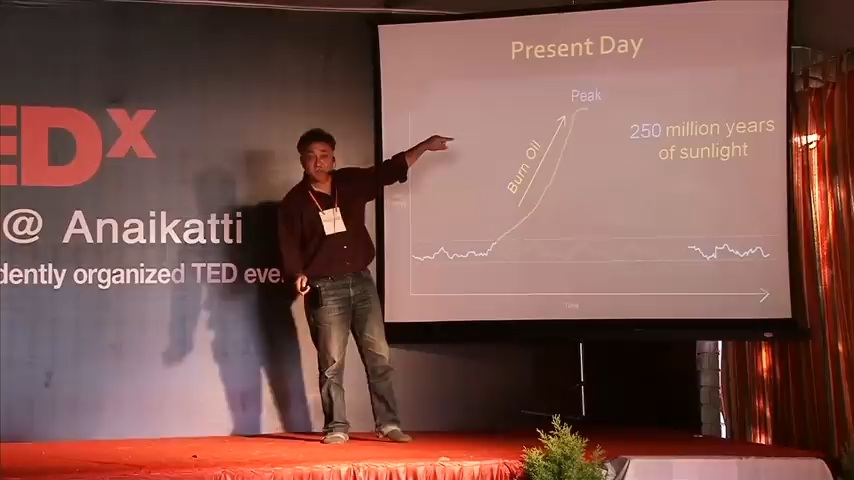 EDx
@ Anaikatti
dently organized TED eve
Present Day
Peak
Burn Oil
250 million years
of sunlight
Time